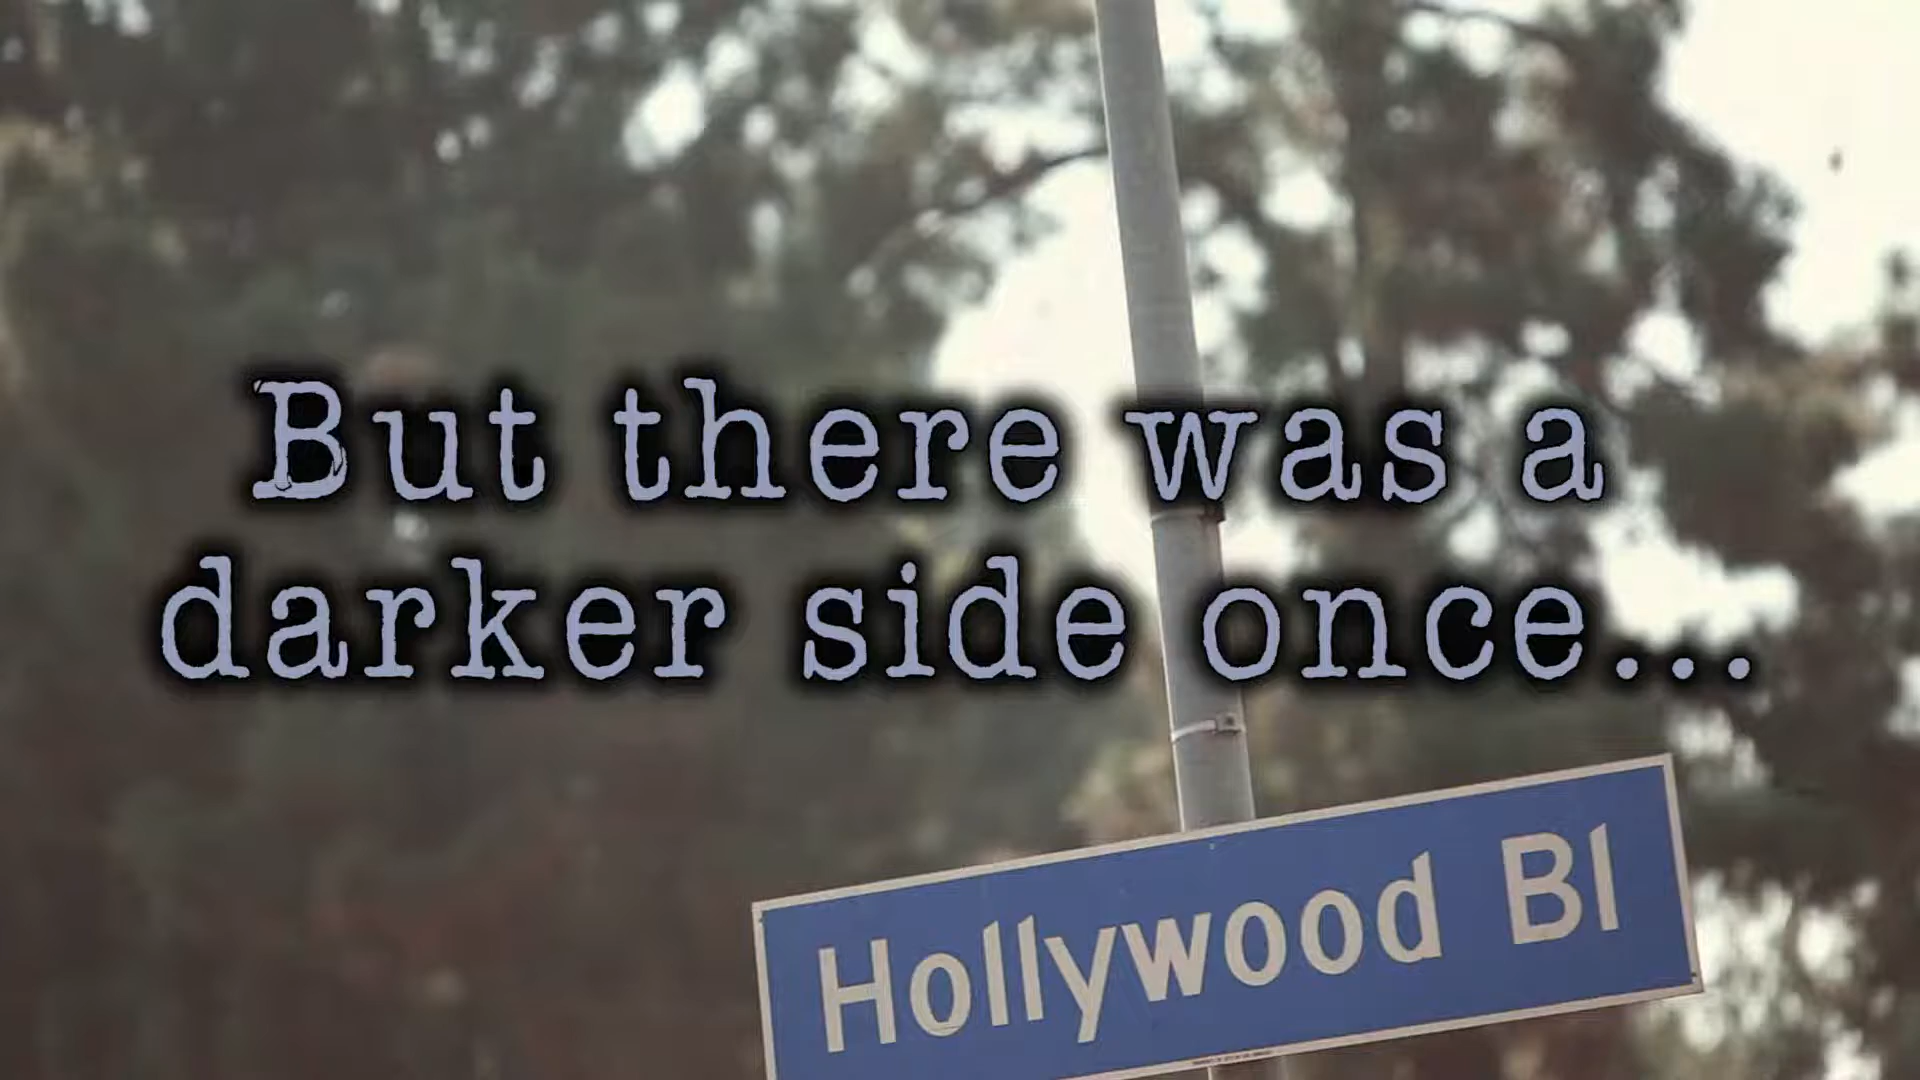 But there was a
darker side once...
Hollywood Bl